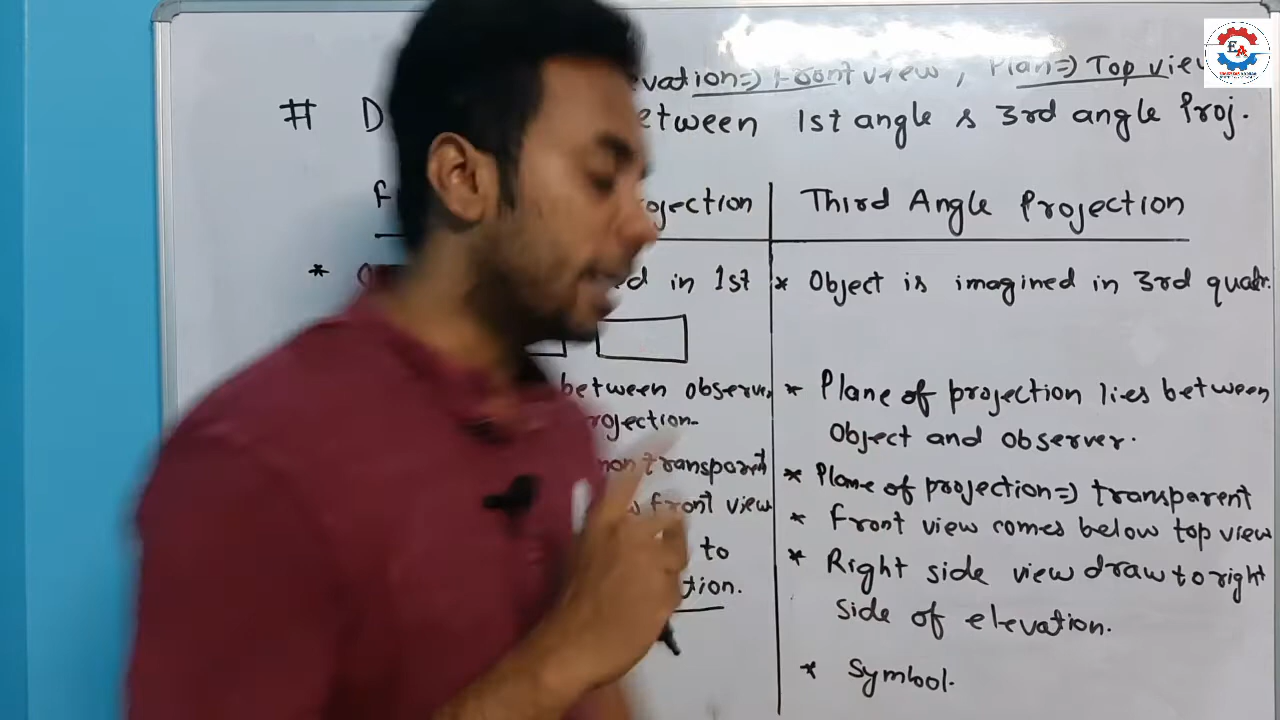 evation=> Front view, Plan=> Top view
# D etween 1st angle & 3rd angle Proj.
f ojection Third Angle Projection
* O ed in 1st * Object is imagined in 3rd quadr.
between observer * Plane of projection lies between
rojection. Object and observer.
non transparent * Plane of projection=> transparent
w front view * Front view comes below top view
to * Right side view draw to right
tion. side of elevation.
* Symbol.
EA